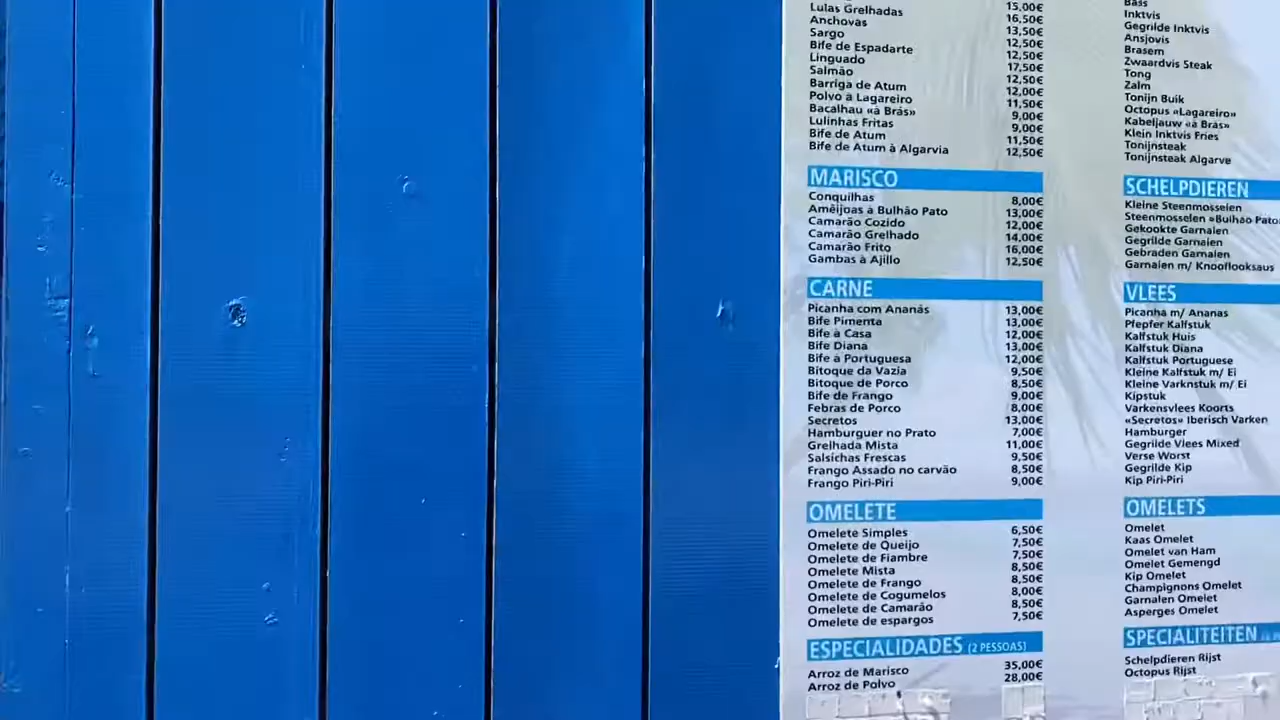 Lulas Grelhadas 15,00€
Anchovas 16,50€
Sargo 13,50€
Bife de Espadarte 12,50€
Linguado 12,50€
Salmão 17,50€
Barriga de Atum 12,50€
Polvo à Lagareiro 12,00€
Bacalhau «à Brás» 11,50€
Lulinhas Fritas 9,00€
Bife de Atum 9,00€
Bife de Atum à Algarvia 11,50€
12,50€
MARISCO
Conquilhas 8,00€
Amêijoas à Bulhão Pato 13,00€
Camarão Cozido 12,00€
Camarão Grelhado 14,00€
Camarão Frito 16,00€
Gambas à Ajillo 12,50€
CARNE
Picanha com Ananás 13,00€
Bife Pimenta 13,00€
Bife à Casa 12,00€
Bife Diana 13,00€
Bife à Portuguesa 12,00€
Bitoque da Vazia 9,50€
Bitoque de Porco 8,50€
Bife de Frango 9,00€
Febras de Porco 8,00€
Secretos 13,00€
Hamburguer no Prato 7,00€
Grelhada Mista 11,00€
Salsichas Frescas 9,50€
Frango Assado no carvão 8,50€
Frango Piri-Piri 9,00€
OMELETE
Omelete Simples 6,50€
Omelete de Queijo 7,50€
Omelete de Fiambre 7,50€
Omelete Mista 8,50€
Omelete de Frango 8,50€
Omelete de Cogumelos 8,00€
Omelete de Camarão 8,50€
Omelete de espargos 7,50€
ESPECIALIDADES (2 PESSOAS)
Arroz de Marisco 35,00€
Arroz de Polvo 28,00€
Bass
Inktvis
Gegrilde Inktvis
Ansjovis
Brasem
Zwaardvis Steak
Tong
Zalm
Tonijn Buik
Octopus «Lagareiro»
Kabeljauw «à Brás»
Klein Inktvis Fries
Tonijnsteak
Tonijnsteak Algarve
SCHELPDIEREN
Kleine Steenmosselen
Steenmosselen «Bulhão Pato
Gekookte Garnalen
Gegrilde Garnalen
Gebraden Garnalen
Garnalen m/ Knooflooksaus
VLEES
Picanha m/ Ananas
Pfepfer Kalfstuk
Kalfstuk Huis
Kalfstuk Diana
Kalfstuk Portuguese
Kleine Kalfstuk m/ Ei
Kleine Varknstuk m/ Ei
Kipstuk
Varkensvlees Koorts
«Secretos» Iberisch Varken
Hamburger
Gegrilde Vlees Mixed
Verse Worst
Gegrilde Kip
Kip Piri-Piri
OMELETS
Omelet
Kaas Omelet
Omelet van Ham
Omelet Gemengd
Kip Omelet
Champignons Omelet
Garnalen Omelet
Asperges Omelet
SPECIALITEITEN
Schelpdieren Rijst
Octopus Rijst